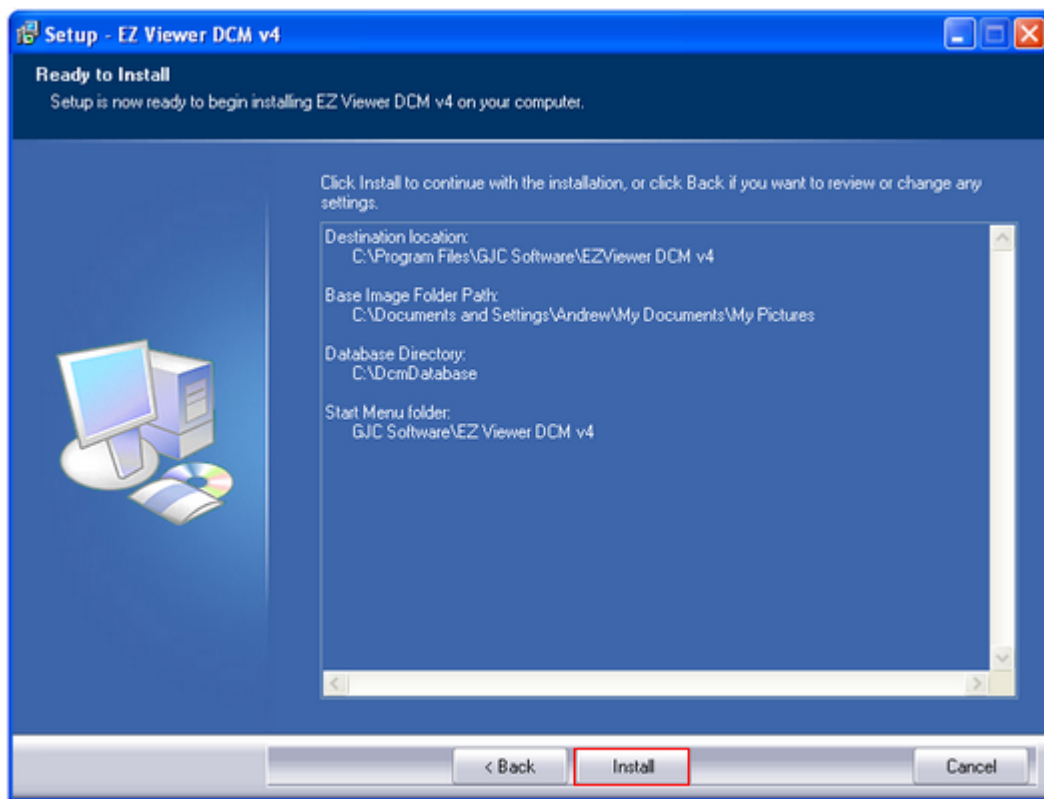 Setup - EZ Viewer DCM v4
Ready to Install
Setup is now ready to begin installing EZ Viewer DCM v4 on your computer.
Click Install to continue with the installation, or click Back if you want to review or change any
settings.
Destination location:
C:\Program Files\GJC Software\EZViewer DCM v4
Base Image Folder Path:
C:\Documents and Settings\Andrew\My Documents\My Pictures
Database Directory:
C:\DcmDatabase
Start Menu folder:
GJC Software\EZ Viewer DCM v4
< Back
Install
Cancel